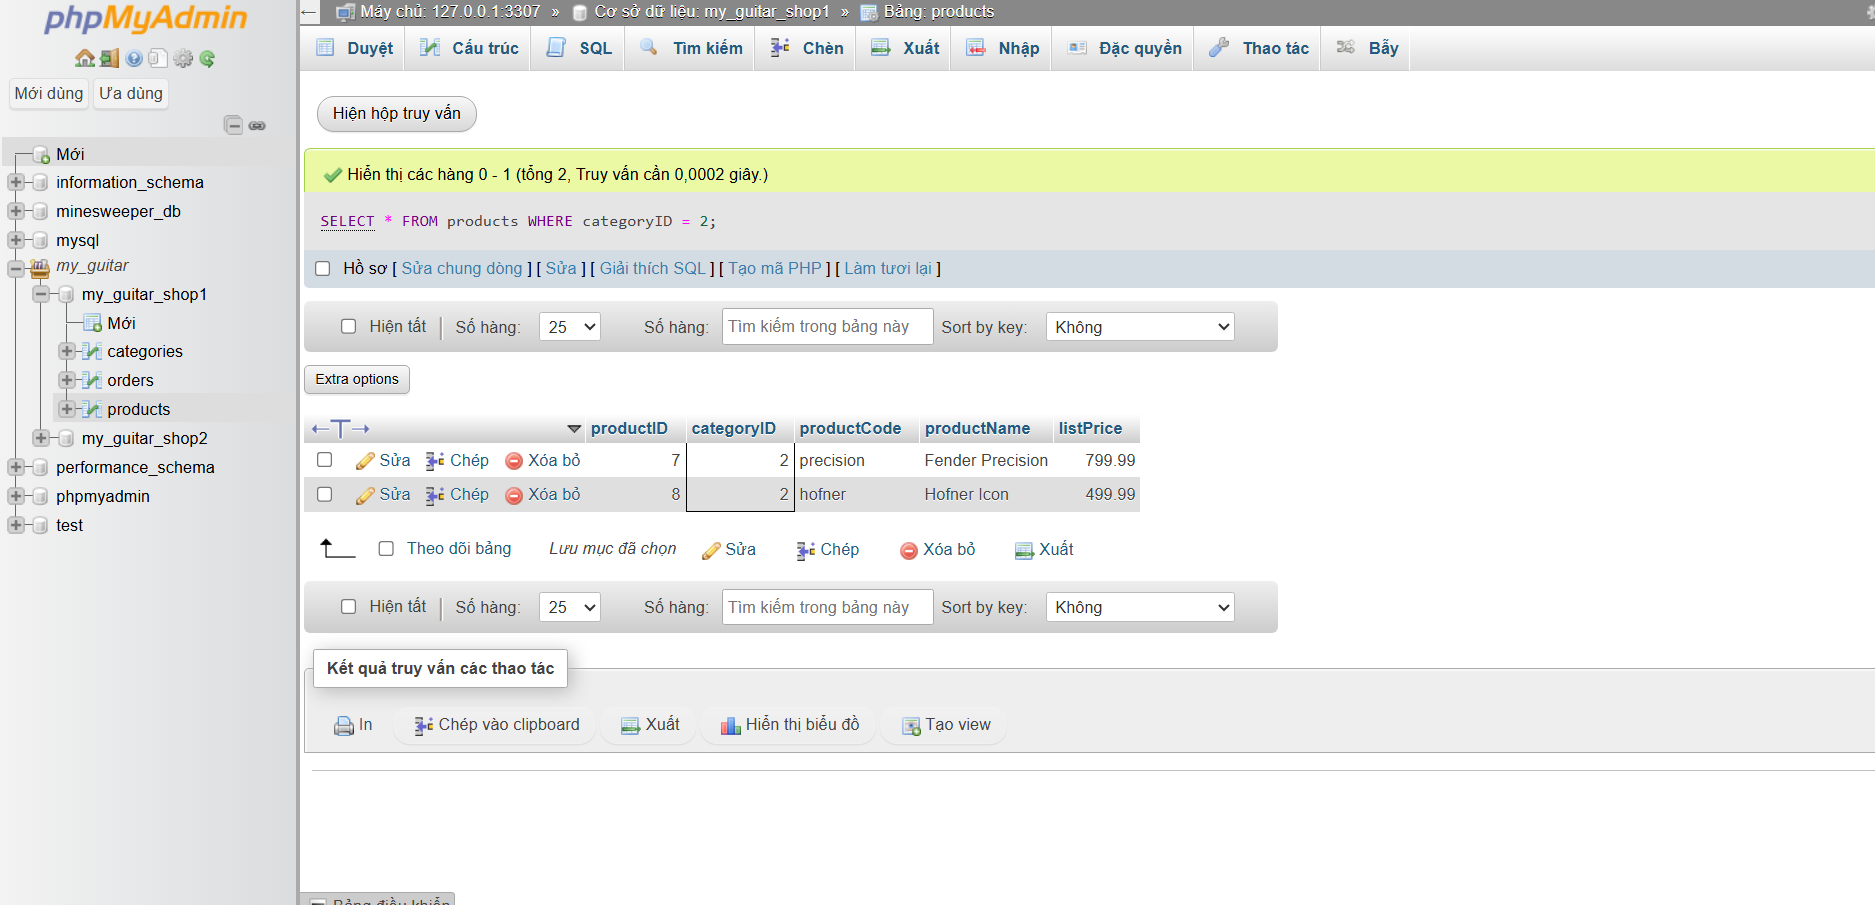 phpMyAdmin
Mới dùng Ưa dùng
Mới
information_schema
minesweeper_db
mysql
my_guitar
my_guitar_shop1
Mới
categories
orders
products
my_guitar_shop2
performance_schema
phpmyadmin
test
Máy chủ: 127.0.0.1:3307 » Cơ sở dữ liệu: my_guitar_shop1 » Bảng: products
Duyệt Cấu trúc SQL Tìm kiếm Chèn Xuất Nhập Đặc quyền Thao tác Bẫy
Hiện hộp truy vấn
Hiển thị các hàng 0 - 1 (tổng 2, Truy vấn cần 0,0002 giây.)
SELECT * FROM products WHERE categoryID = 2;
Hồ sơ [ Sửa chung dòng ] [ Sửa ] [ Giải thích SQL ] [ Tạo mã PHP ] [ Làm tươi lại ]
Hiện tất Số hàng: 25 Số hàng: Tìm kiếm trong bảng này Sort by key: Không
Extra options
productID categoryID productCode productName listPrice
Sửa Chép Xóa bỏ 7 2 precision Fender Precision 799.99
Sửa Chép Xóa bỏ 8 2 hofner Hofner Icon 499.99
Theo dõi bảng Lưu mục đã chọn Sửa Chép Xóa bỏ Xuất
Hiện tất Số hàng: 25 Số hàng: Tìm kiếm trong bảng này Sort by key: Không
Kết quả truy vấn các thao tác
In Chép vào clipboard Xuất Hiển thị biểu đồ Tạo view
Bảng điều khiển